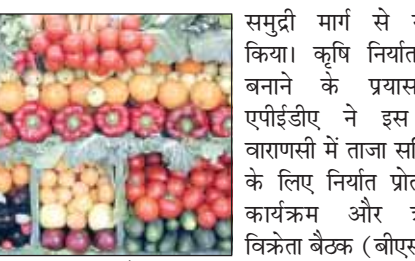 समुद्री मार्ग से
किया। कृषि निर्यात
बनाने के प्रयास
एपीईडीए ने इस
वाराणसी में ताजा
के लिए निर्यात
कार्यक्रम और
विक्रेता बैठक (बीएस